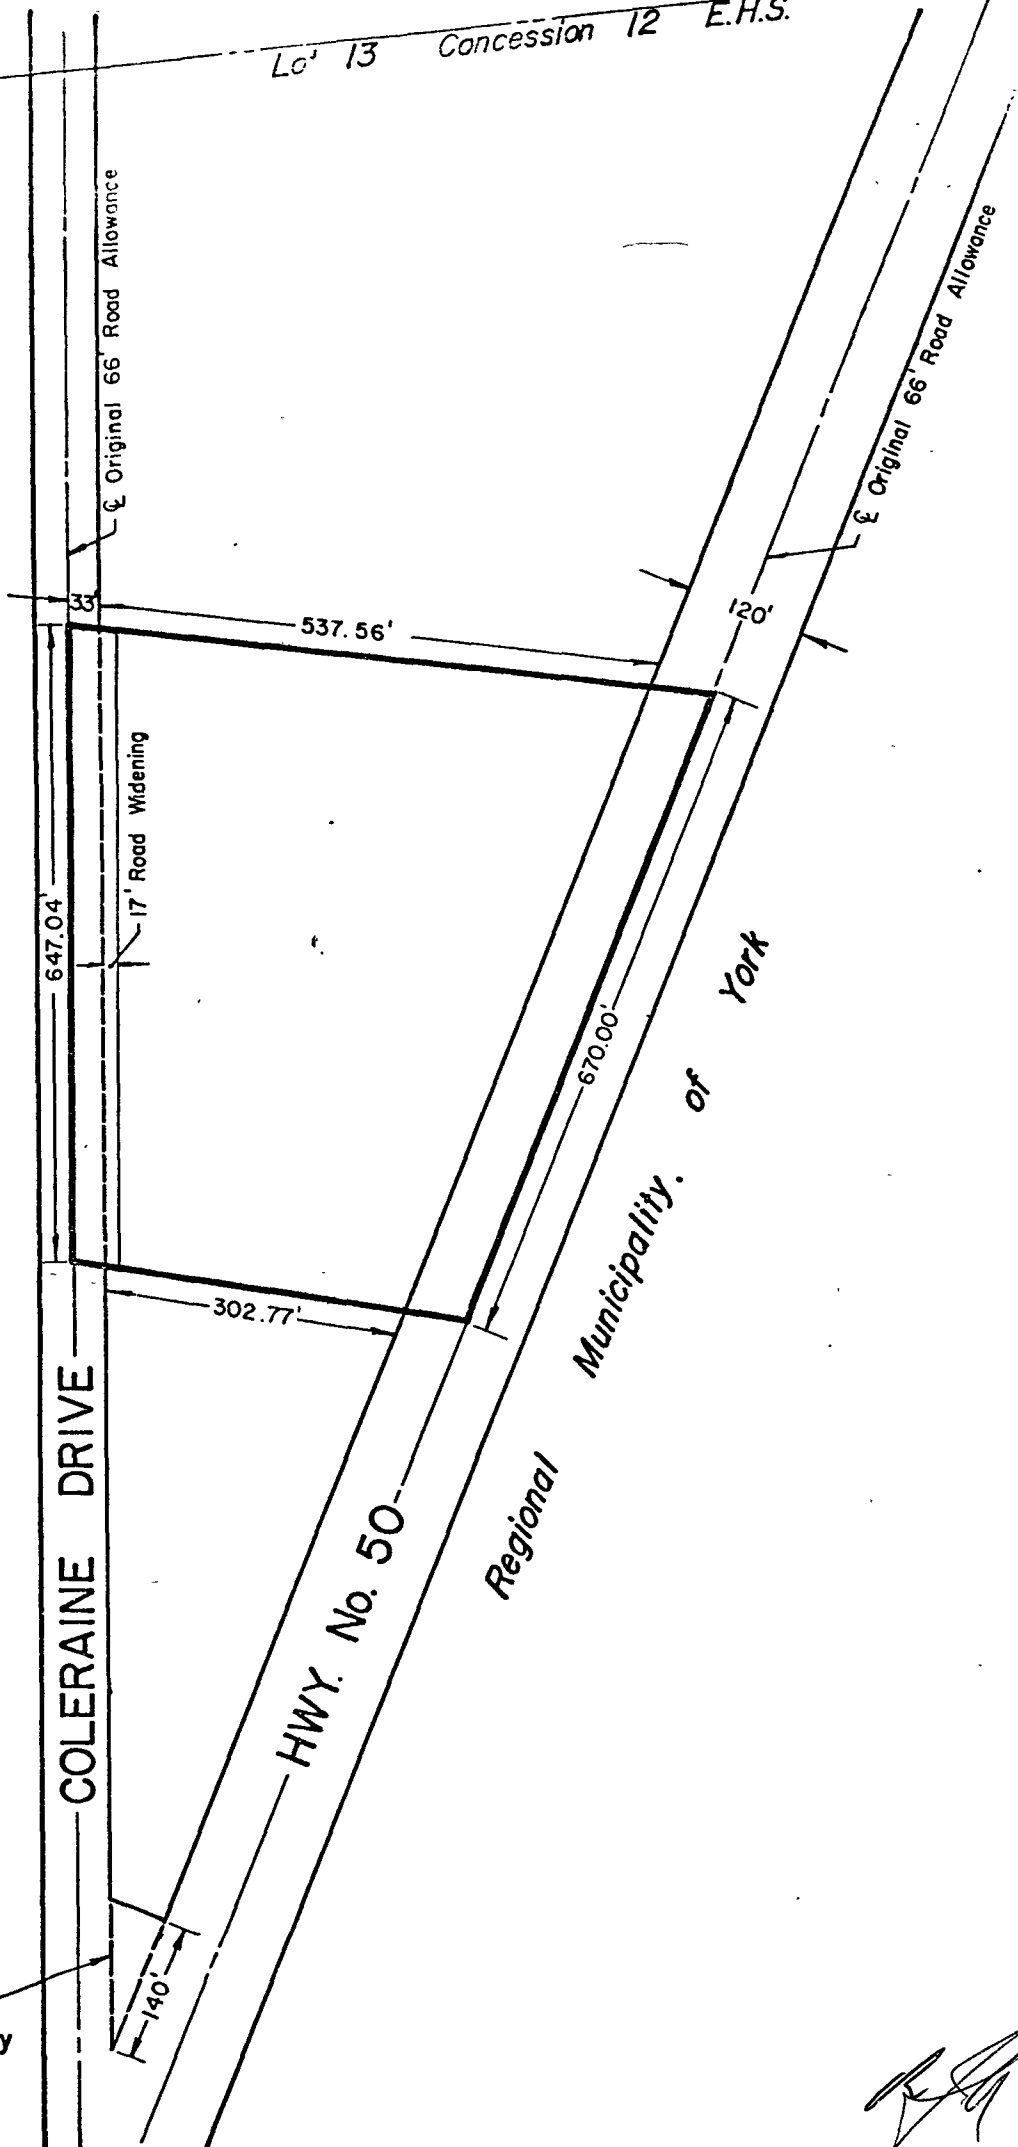 Lo' 13 Concession 12 E.H.S.
℄ Original 66' Road Allowance
℄ Original 66' Road Allowance
33'
537.56'
120'
17' Road Widening
647.04'
670.00'
302.77'
Regional Municipality. of York
COLERAINE DRIVE
HWY. No. 50
140'
y